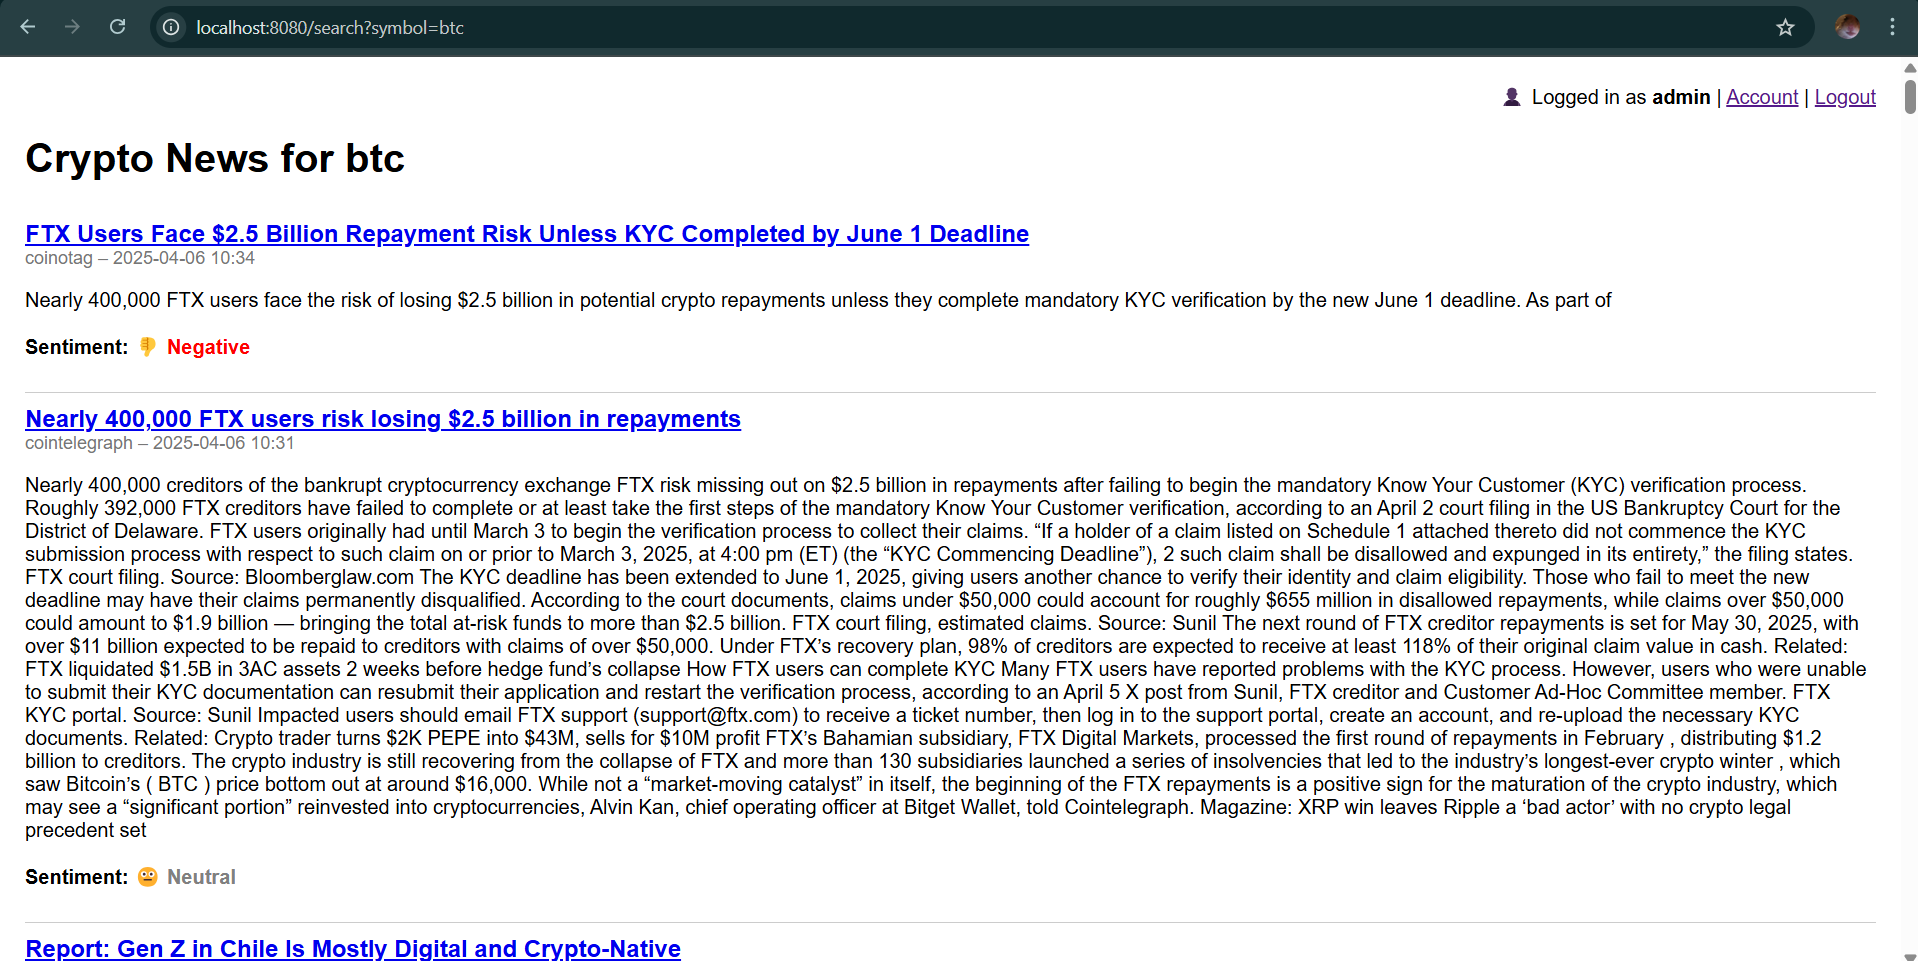 localhost:8080/search?symbol=btc
Logged in as admin | Account | Logout
Crypto News for btc
FTX Users Face $2.5 Billion Repayment Risk Unless KYC Completed by June 1 Deadline
coinotag – 2025-04-06 10:34
Nearly 400,000 FTX users face the risk of losing $2.5 billion in potential crypto repayments unless they complete mandatory KYC verification by the new June 1 deadline. As part of
Sentiment: 👎 Negative
Nearly 400,000 FTX users risk losing $2.5 billion in repayments
cointelegraph – 2025-04-06 10:31
Nearly 400,000 creditors of the bankrupt cryptocurrency exchange FTX risk missing out on $2.5 billion in repayments after failing to begin the mandatory Know Your Customer (KYC) verification process.
Roughly 392,000 FTX creditors have failed to complete or at least take the first steps of the mandatory Know Your Customer verification, according to an April 2 court filing in the US Bankruptcy Court for the
District of Delaware. FTX users originally had until March 3 to begin the verification process to collect their claims. “If a holder of a claim listed on Schedule 1 attached thereto did not commence the KYC
submission process with respect to such claim on or prior to March 3, 2025, at 4:00 pm (ET) (the “KYC Commencing Deadline”), 2 such claim shall be disallowed and expunged in its entirety,” the filing states.
FTX court filing. Source: Bloomberglaw.com The KYC deadline has been extended to June 1, 2025, giving users another chance to verify their identity and claim eligibility. Those who fail to meet the new
deadline may have their claims permanently disqualified. According to the court documents, claims under $50,000 could account for roughly $655 million in disallowed repayments, while claims over $50,000
could amount to $1.9 billion — bringing the total at-risk funds to more than $2.5 billion. FTX court filing, estimated claims. Source: Sunil The next round of FTX creditor repayments is set for May 30, 2025, with
over $11 billion expected to be repaid to creditors with claims of over $50,000. Under FTX’s recovery plan, 98% of creditors are expected to receive at least 118% of their original claim value in cash. Related:
FTX liquidated $1.5B in 3AC assets 2 weeks before hedge fund’s collapse How FTX users can complete KYC Many FTX users have reported problems with the KYC process. However, users who were unable
to submit their KYC documentation can resubmit their application and restart the verification process, according to an April 5 X post from Sunil, FTX creditor and Customer Ad-Hoc Committee member. FTX
KYC portal. Source: Sunil Impacted users should email FTX support (support@ftx.com) to receive a ticket number, then log in to the support portal, create an account, and re-upload the necessary KYC
documents. Related: Crypto trader turns $2K PEPE into $43M, sells for $10M profit FTX’s Bahamian subsidiary, FTX Digital Markets, processed the first round of repayments in February , distributing $1.2
billion to creditors. The crypto industry is still recovering from the collapse of FTX and more than 130 subsidiaries launched a series of insolvencies that led to the industry’s longest-ever crypto winter , which
saw Bitcoin’s ( BTC ) price bottom out at around $16,000. While not a “market-moving catalyst” in itself, the beginning of the FTX repayments is a positive sign for the maturation of the crypto industry, which
may see a “significant portion” reinvested into cryptocurrencies, Alvin Kan, chief operating officer at Bitget Wallet, told Cointelegraph. Magazine: XRP win leaves Ripple a ‘bad actor’ with no crypto legal
precedent set
Sentiment: 😐 Neutral
Report: Gen Z in Chile Is Mostly Digital and Crypto-Native